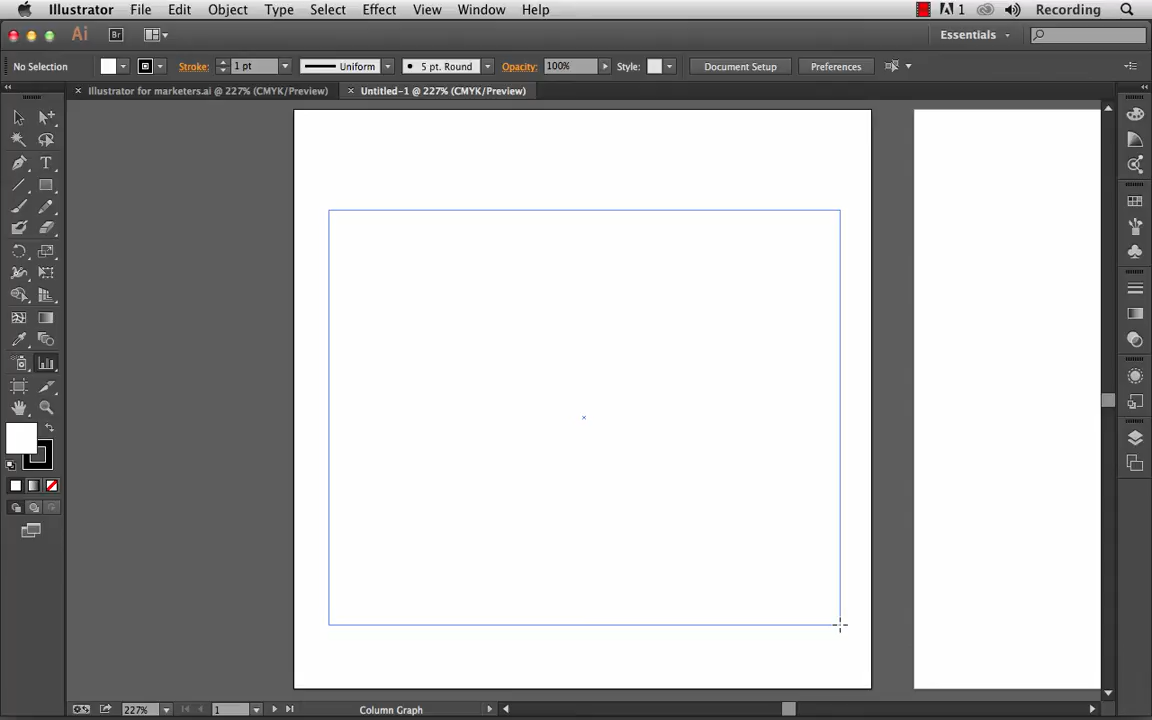 Illustrator File Edit Object Type Select Effect View Window Help 1 Recording
Ai Br Essentials
No Selection Stroke: 1 pt Uniform 5 pt. Round Opacity: 100% Style: Document Setup Preferences
Illustrator for marketers.ai @ 227% (CMYK/Preview) Untitled-1 @ 227% (CMYK/Preview)
227% 1 Column Graph